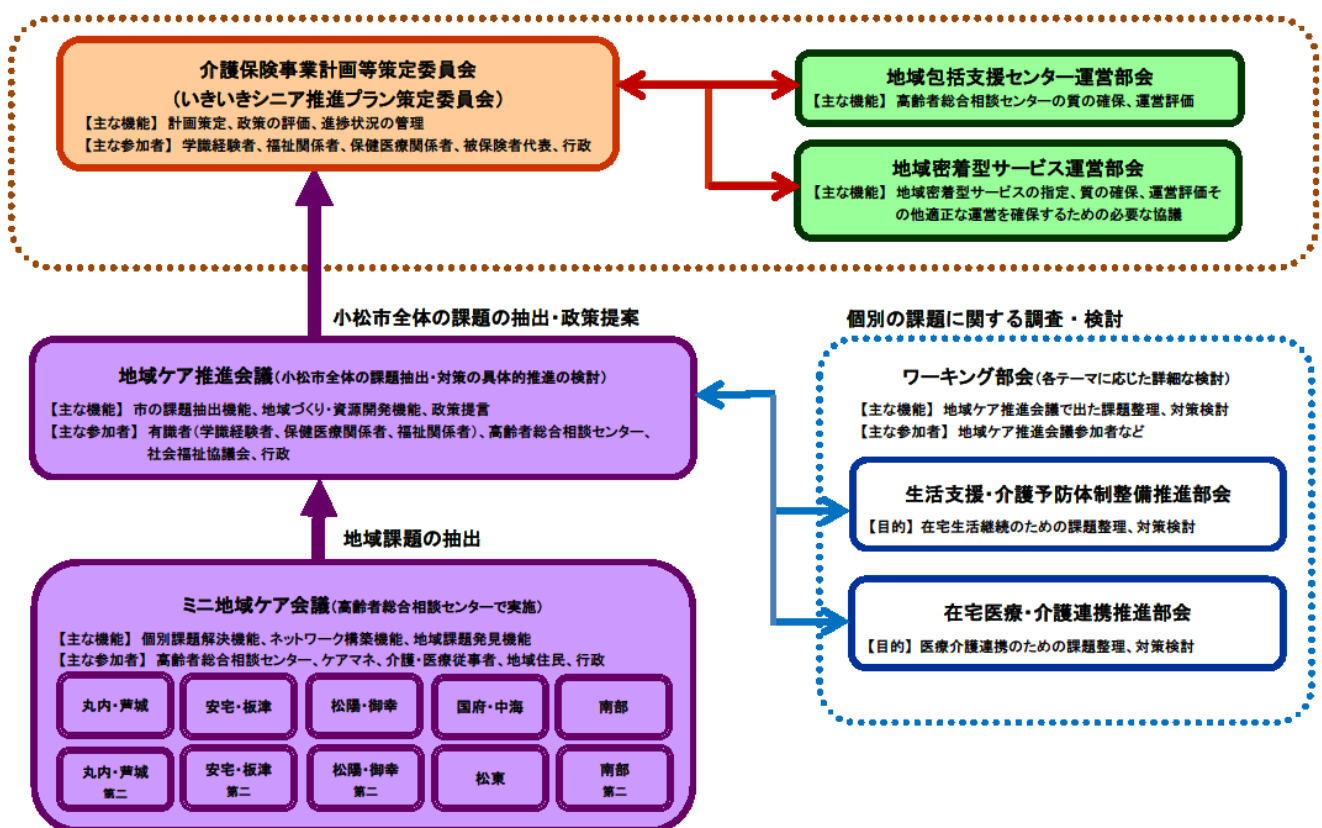 介護保険事業計画等策定委員会
(いきいきシニア推進プラン策定委員会)
【主な機能】 計画策定、政策の評価、進捗状況の管理
【主な参加者】 学識経験者、福祉関係者、保健医療関係者、被保険者代表、行政
地域包括支援センター運営部会
【主な機能】 高齢者総合相談センターの質の確保、運営評価
地域密着型サービス運営部会
【主な機能】 地域密着型サービスの指定、質の確保、運営評価そ
の他適正な運営を確保するための必要な協議
小松市全体の課題の抽出・政策提案
地域ケア推進会議(小松市全体の課題抽出・対策の具体的推進の検討)
【主な機能】 市の課題抽出機能、地域づくり・資源開発機能、政策提言
【主な参加者】 有識者(学識経験者、保健医療関係者、福祉関係者)、高齢者総合相談センター、
社会福祉協議会、行政
個別の課題に関する調査・検討
ワーキング部会(各テーマに応じた詳細な検討)
【主な機能】 地域ケア推進会議で出た課題整理、対策検討
【主な参加者】 地域ケア推進会議参加者など
生活支援・介護予防体制整備推進部会
【目的】 在宅生活継続のための課題整理、対策検討
在宅医療・介護連携推進部会
【目的】 医療介護連携のための課題整理、対策検討
地域課題の抽出
ミニ地域ケア会議(高齢者総合相談センターで実施)
【主な機能】 個別課題解決機能、ネットワーク構築機能、地域課題発見機能
【主な参加者】 高齢者総合相談センター、ケアマネ、介護・医療従事者、地域住民、行政
丸内・芦城
安宅・板津
松陽・御幸
国府・中海
南部
丸内・芦城
第二
安宅・板津
第二
松陽・御幸
第二
松東
南部
第二